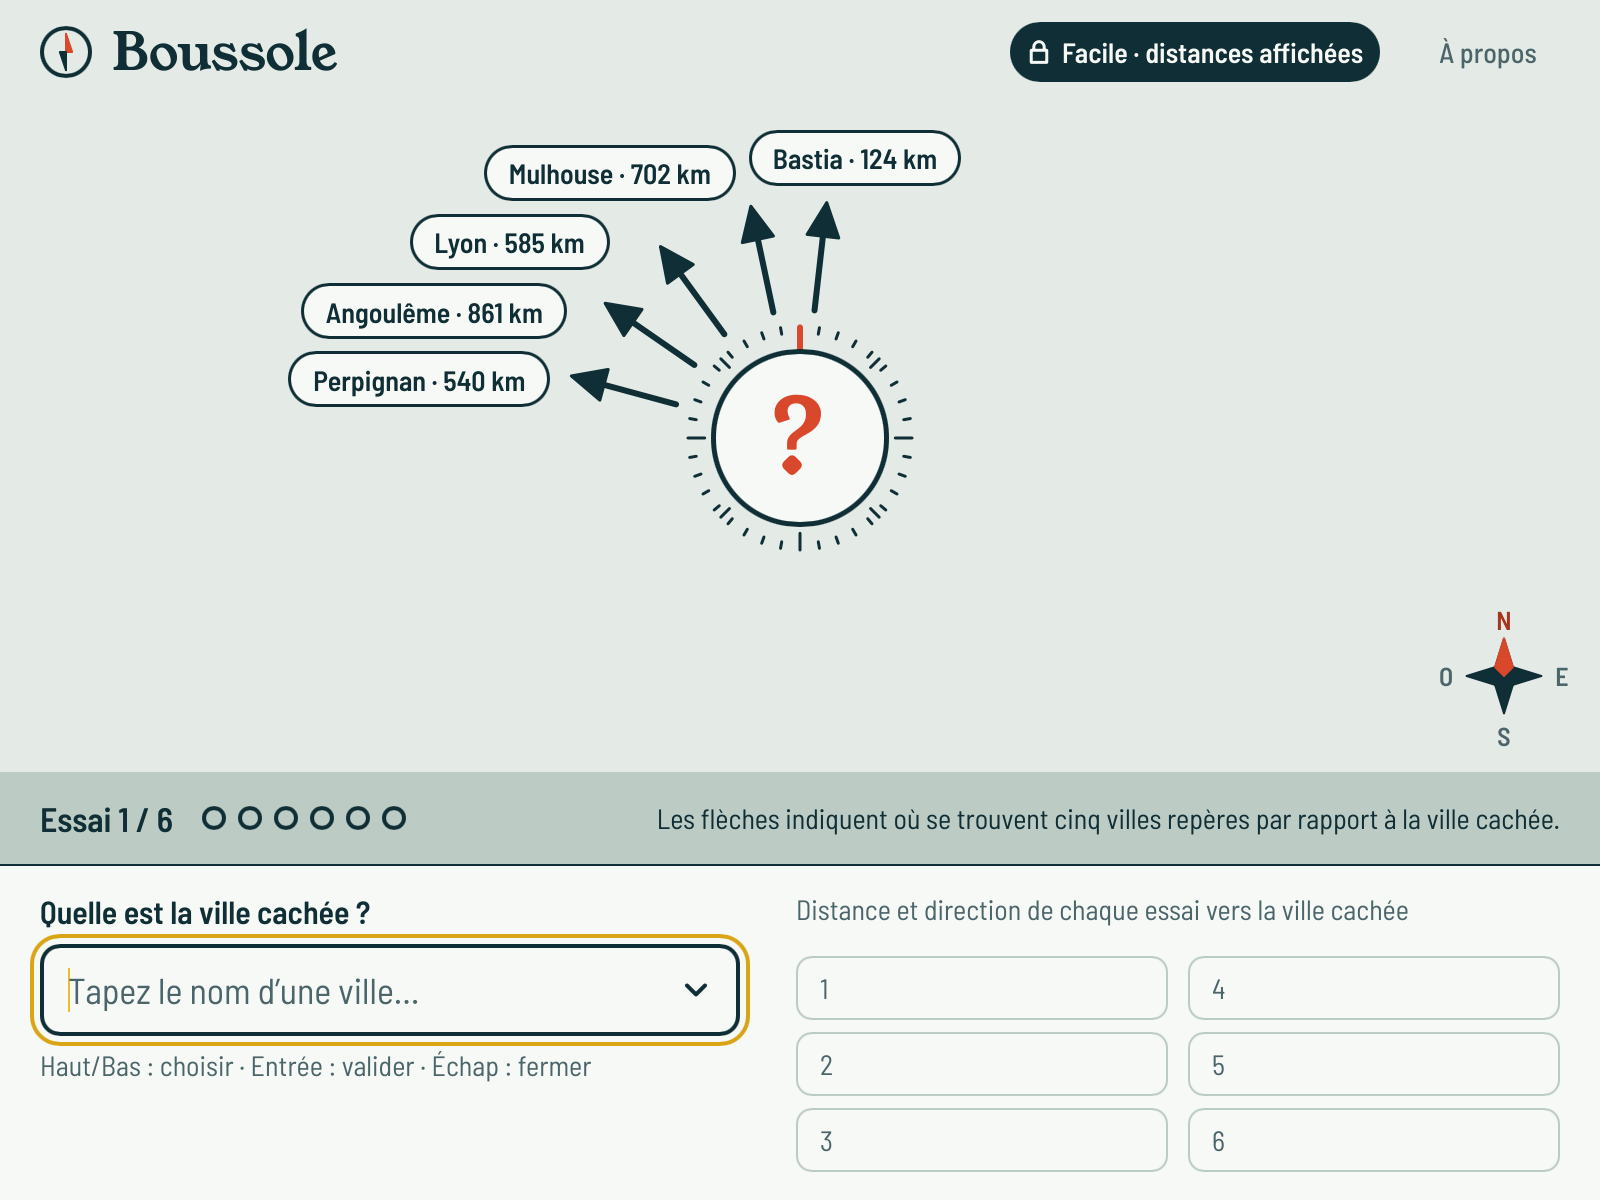 Boussole
Facile · distances affichées
À propos
Bastia · 124 km
Mulhouse · 702 km
Lyon · 585 km
Angoulême · 861 km
Perpignan · 540 km
?
N
O
E
S
Essai 1 / 6
Les flèches indiquent où se trouvent cinq villes repères par rapport à la ville cachée.
Quelle est la ville cachée ?
Tapez le nom d’une ville…
Haut/Bas : choisir · Entrée : valider · Échap : fermer
Distance et direction de chaque essai vers la ville cachée
1
4
2
5
3
6